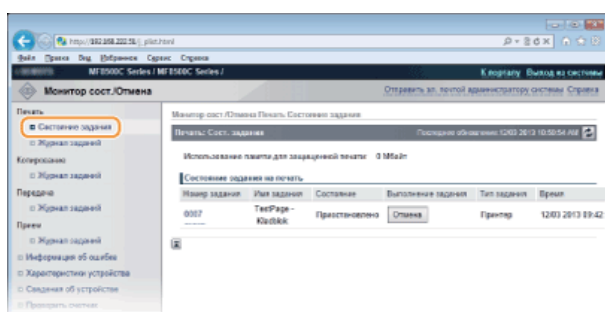 Файл Правка Вид Избранное Сервис Справка
MF8500C Series / MF8500C Series /
К порталу Выход из системы
Монитор сост./Отмена
Отправить эл. почтой администратору системы Справка
Печать
Состояние задания
Журнал заданий
Копирование
Журнал заданий
Передача
Журнал заданий
Прием
Журнал заданий
Информация об ошибке
Характеристики устройства
Сведения об устройстве
Проверить счетчик
Монитор сост./Отмена: Печать: Состояние задания
Печать: Сост. задания
Последнее обновление: 12/03 2013 10:50:54 AM
Использование памяти для защищенной печати 0 Мбайт
Состояние задания на печать
Номер задания Имя задания Состояние Выполнение задания Тип задания Время
0007 TestPage - Приостановлено Отмена Принтер 12/03 2013 09:42